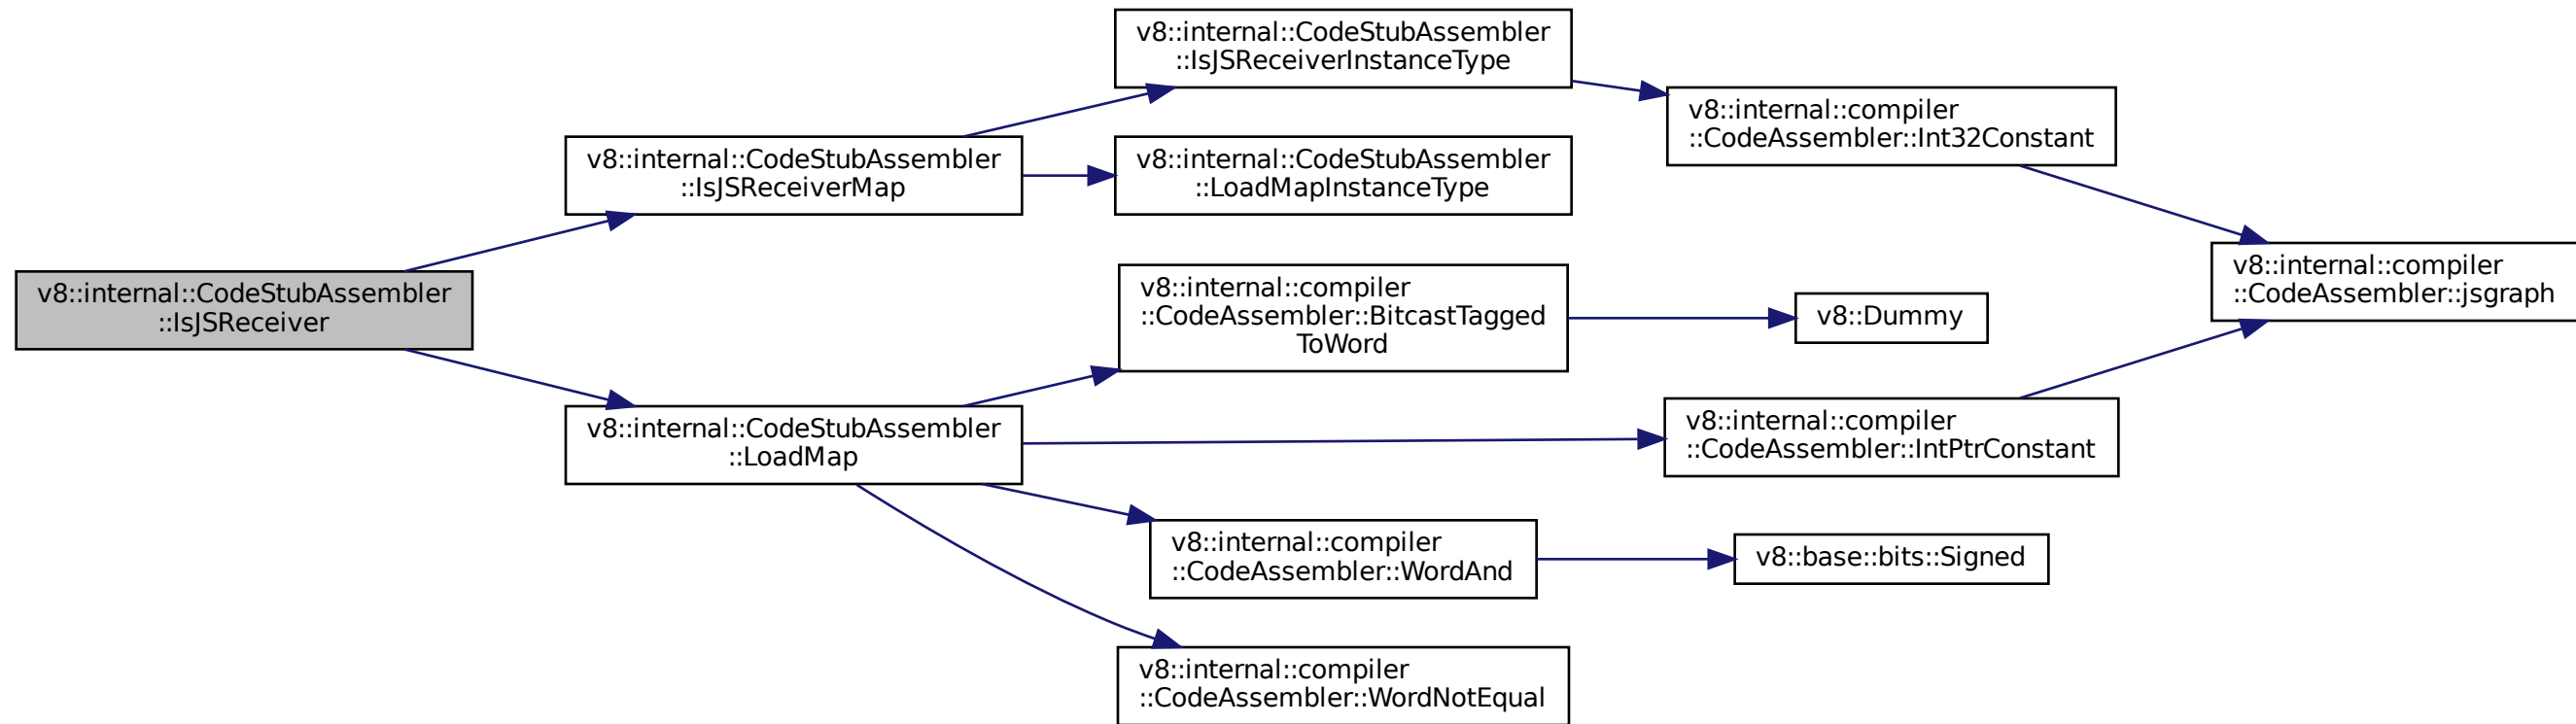 v8::internal::CodeStubAssembler
::IsJSReceiver
v8::internal::CodeStubAssembler
::IsJSReceiverMap
v8::internal::CodeStubAssembler
::LoadMap
v8::internal::CodeStubAssembler
::IsJSReceiverInstanceType
v8::internal::CodeStubAssembler
::LoadMapInstanceType
v8::internal::compiler
::CodeAssembler::BitcastTagged
ToWord
v8::internal::compiler
::CodeAssembler::WordAnd
v8::internal::compiler
::CodeAssembler::WordNotEqual
v8::internal::compiler
::CodeAssembler::Int32Constant
v8::Dummy
v8::internal::compiler
::CodeAssembler::IntPtrConstant
v8::base::bits::Signed
v8::internal::compiler
::CodeAssembler::jsgraph